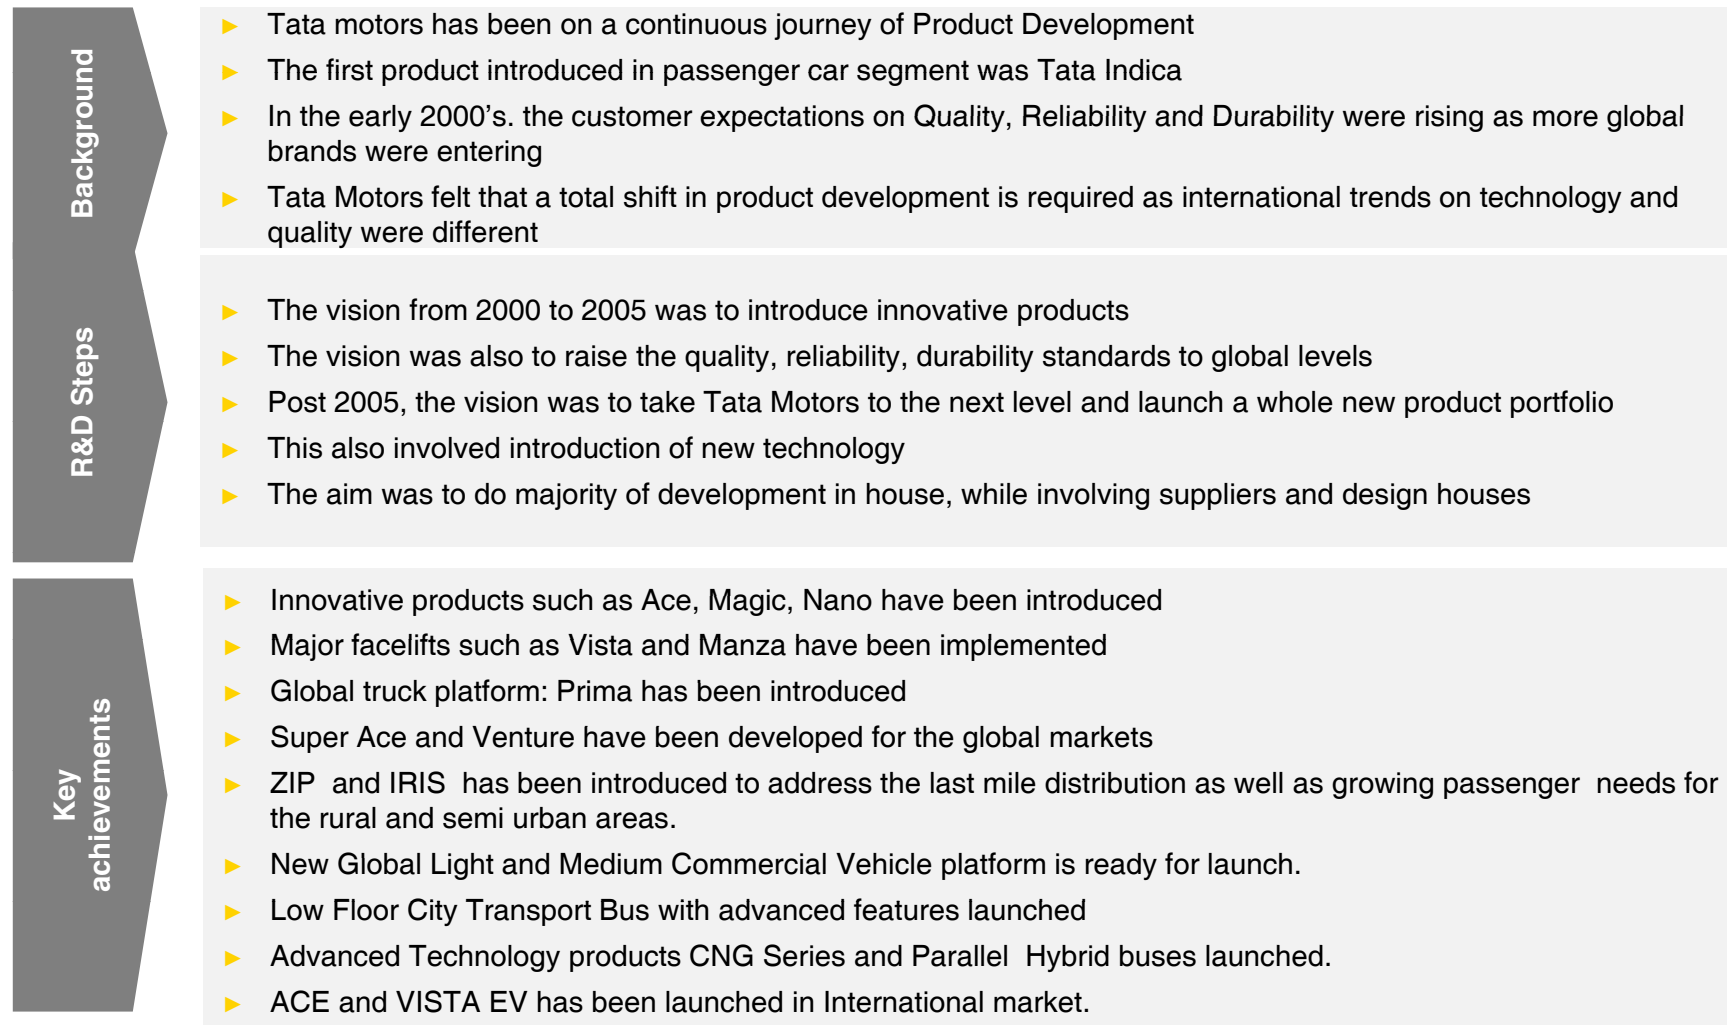 Background
► Tata motors has been on a continuous journey of Product Development
► The first product introduced in passenger car segment was Tata Indica
► In the early 2000’s. the customer expectations on Quality, Reliability and Durability were rising as more global
brands were entering
► Tata Motors felt that a total shift in product development is required as international trends on technology and
quality were different
R&D Steps
► The vision from 2000 to 2005 was to introduce innovative products
► The vision was also to raise the quality, reliability, durability standards to global levels
► Post 2005, the vision was to take Tata Motors to the next level and launch a whole new product portfolio
► This also involved introduction of new technology
► The aim was to do majority of development in house, while involving suppliers and design houses
Key
achievements
► Innovative products such as Ace, Magic, Nano have been introduced
► Major facelifts such as Vista and Manza have been implemented
► Global truck platform: Prima has been introduced
► Super Ace and Venture have been developed for the global markets
► ZIP and IRIS has been introduced to address the last mile distribution as well as growing passenger needs for
the rural and semi urban areas.
► New Global Light and Medium Commercial Vehicle platform is ready for launch.
► Low Floor City Transport Bus with advanced features launched
► Advanced Technology products CNG Series and Parallel Hybrid buses launched.
► ACE and VISTA EV has been launched in International market.